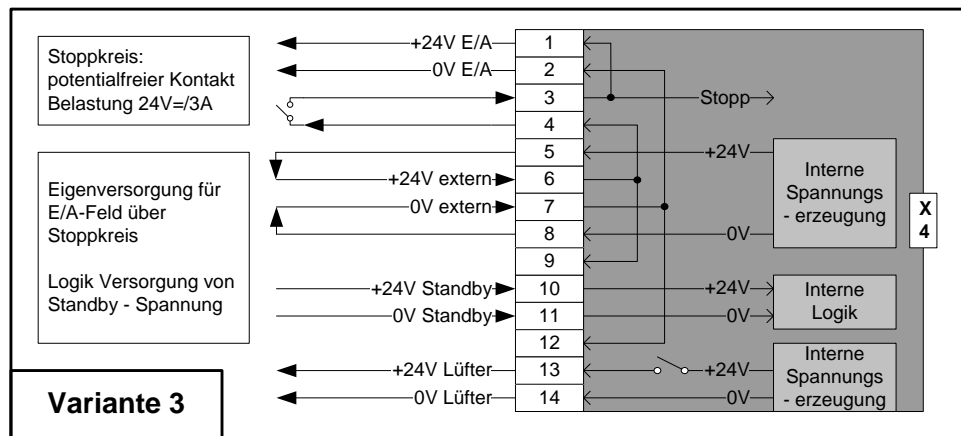 Stoppkreis:
potentialfreier Kontakt
Belastung 24V=/3A
Eigenversorgung für
E/A-Feld über
Stoppkreis
Logik Versorgung von
Standby - Spannung
Variante 3
+24V E/A
0V E/A
+24V extern
0V extern
+24V Standby
0V Standby
+24V Lüfter
0V Lüfter
1
2
3
4
5
6
7
8
9
10
11
12
13
14
Stopp
+24V
0V
Interne
Spannungs
- erzeugung
+24V
0V
Interne
Logik
+24V
0V
Interne
Spannungs
- erzeugung
X
4